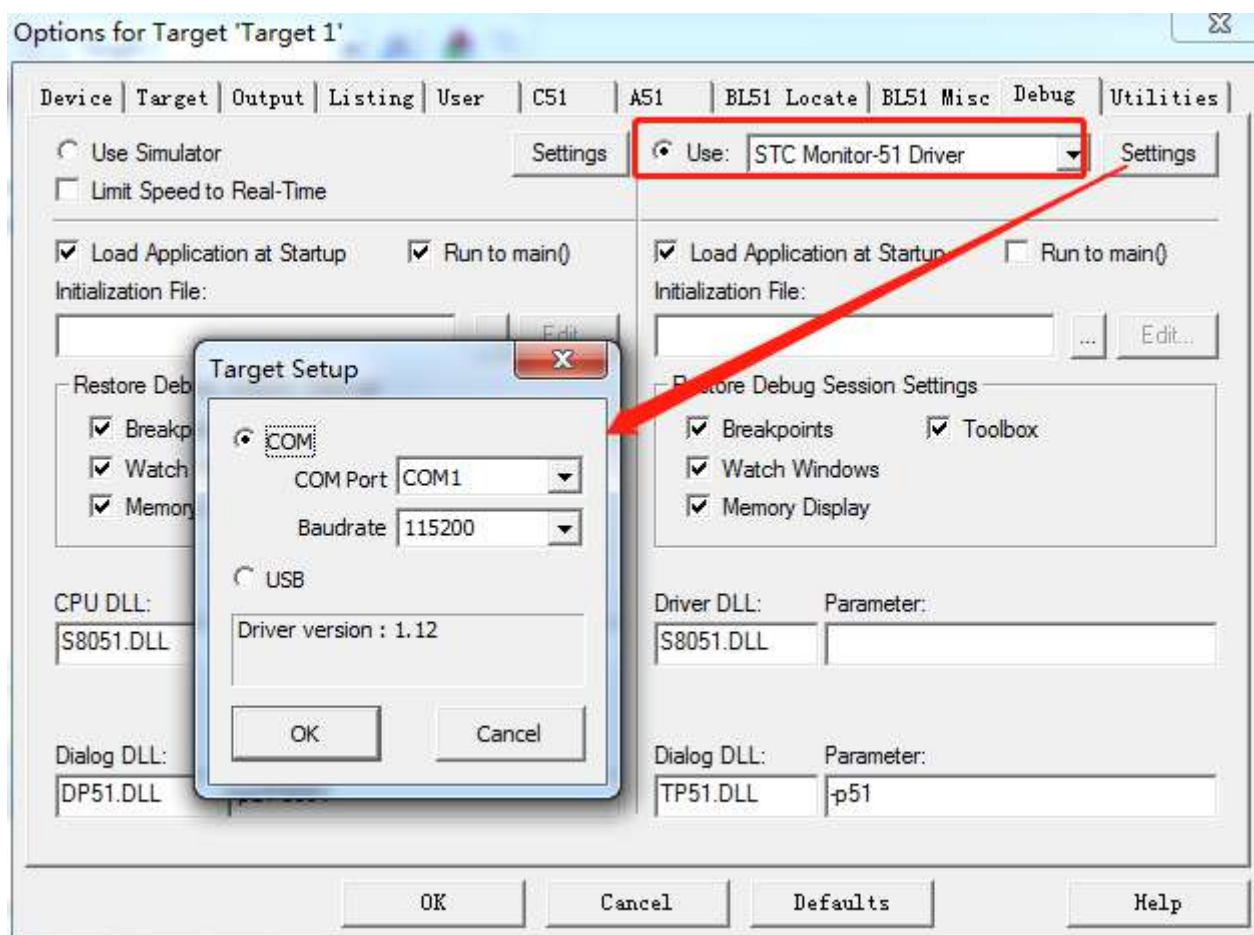 Options for Target 'Target 1'
Device Target Output Listing User C51 A51 BL51 Locate BL51 Misc Debug Utilities
Use Simulator Settings Use: STC Monitor-51 Driver Settings
Limit Speed to Real-Time
Load Application at Startup Run to main() Load Application at Startup Run to main()
Initialization File: Initialization File:
... Edit...
Target Setup
Restore Deb Restore Debug Session Settings
Breakp Breakpoints Toolbox
Watch Watch Windows
Memory Memory Display
COM
COM Port COM1
Baudrate 115200
USB
Driver version : 1.12
OK Cancel
CPU DLL: Driver DLL: Parameter:
S8051.DLL S8051.DLL
Dialog DLL: Dialog DLL: Parameter:
DP51.DLL TP51.DLL -p51
OK Cancel Defaults Help